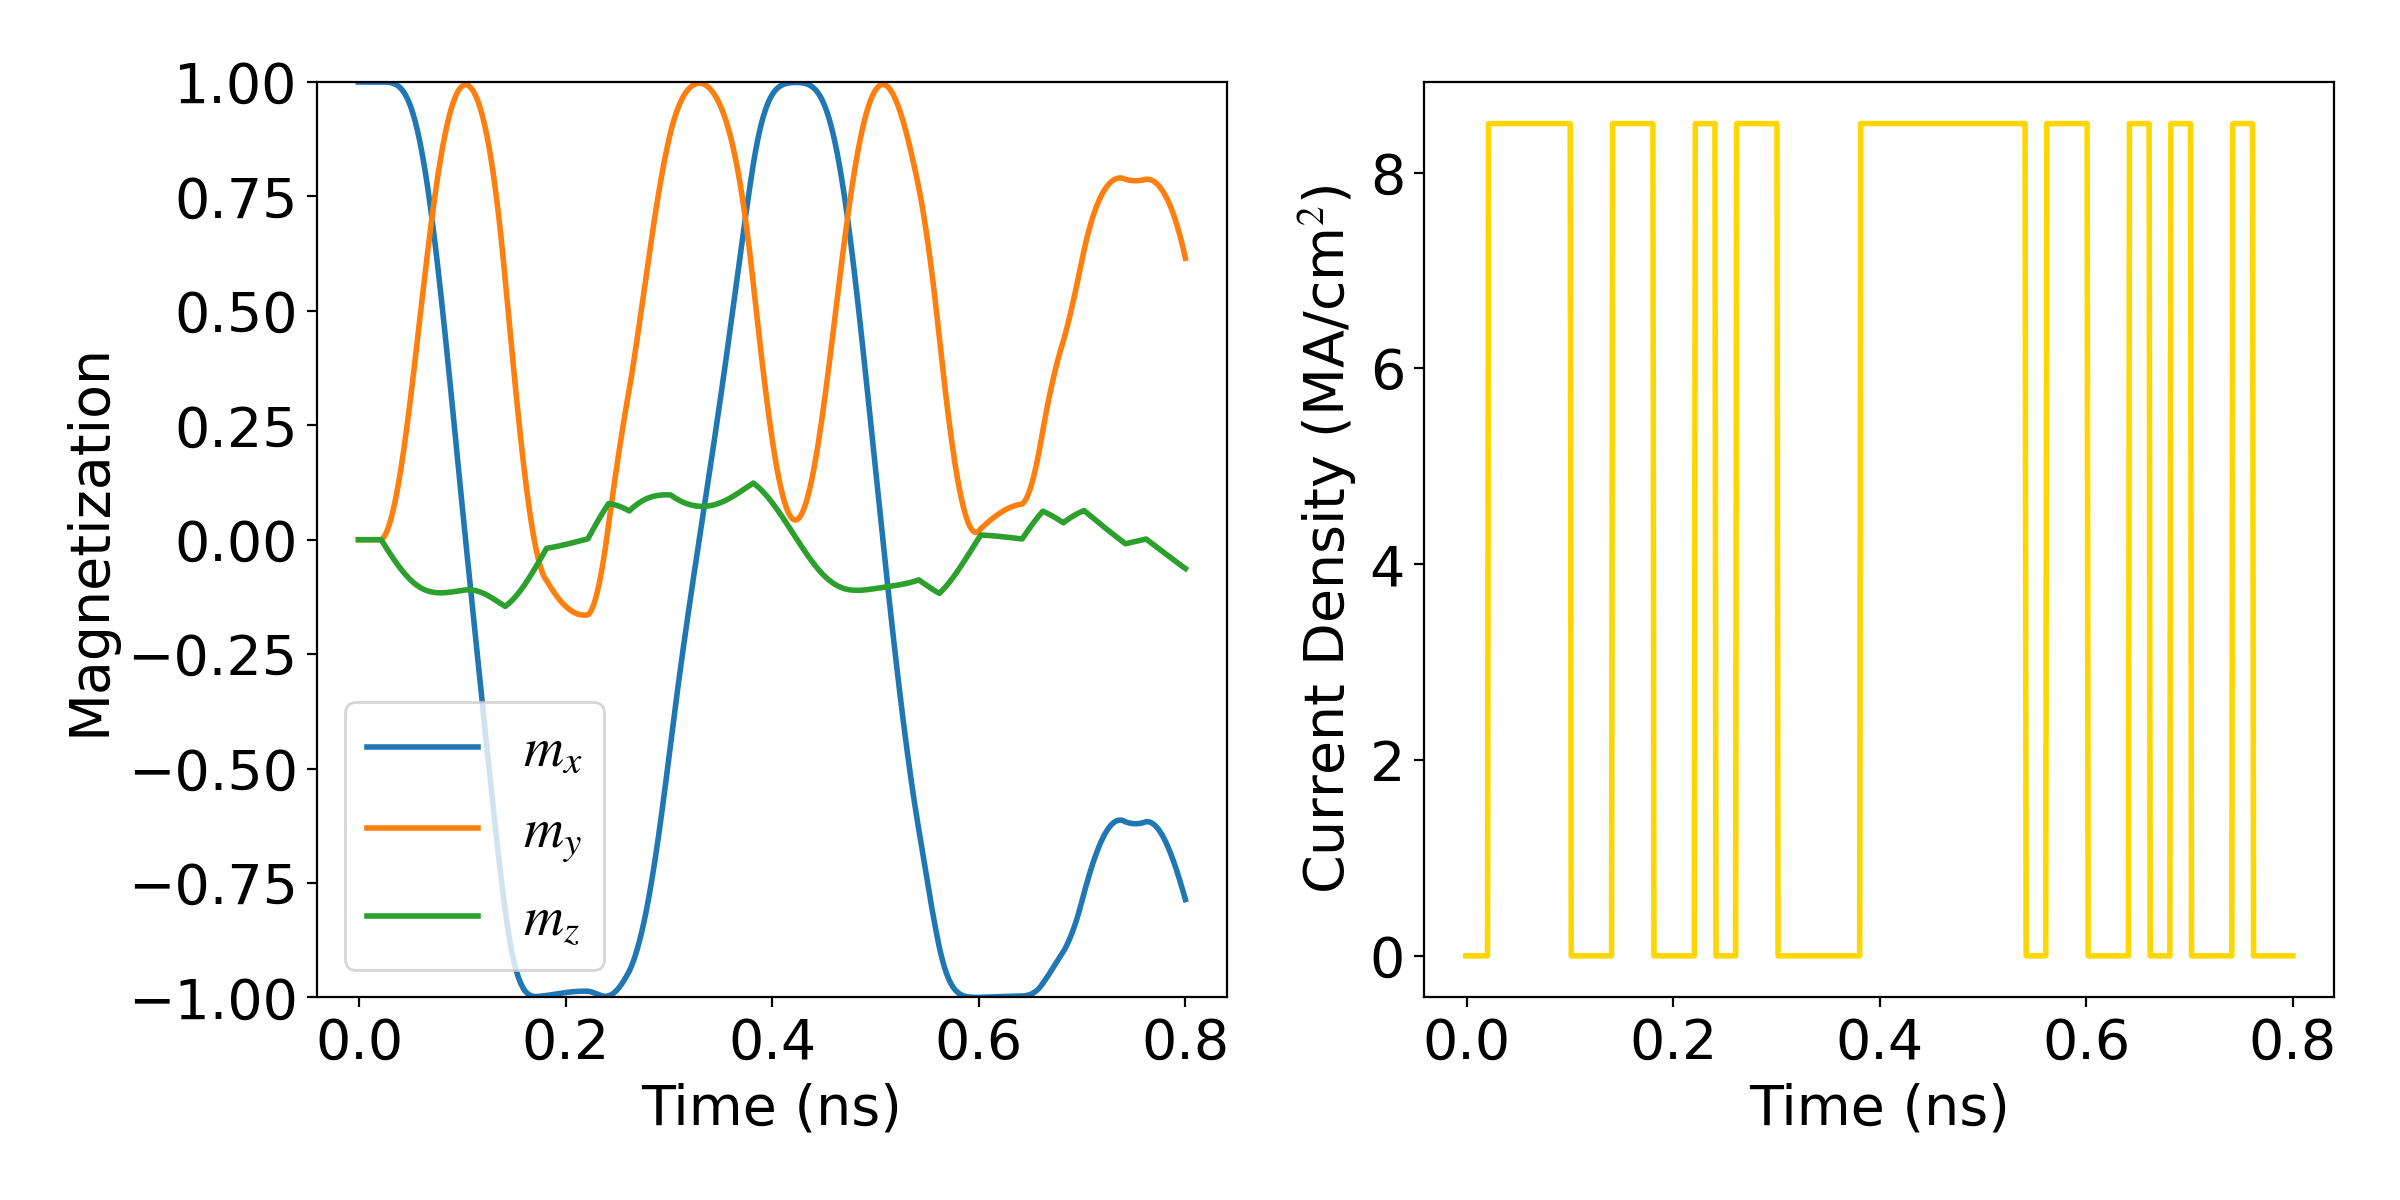 Magnetization
1.00
0.75
0.50
0.25
0.00
−0.25
−0.50
−0.75
−1.00
m_x
m_y
m_z
0.0 0.2 0.4 0.6 0.8
Time (ns)
Current Density (MA/cm²)
8
6
4
2
0
0.0 0.2 0.4 0.6 0.8
Time (ns)